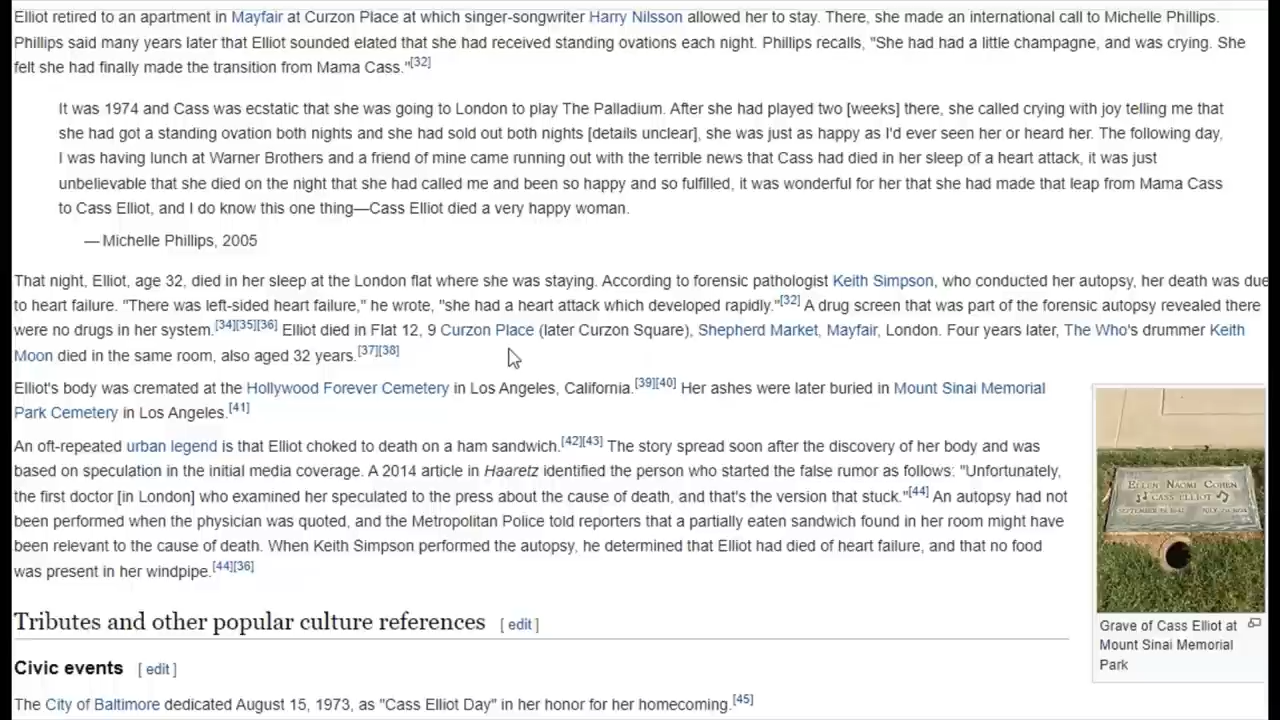 Elliot retired to an apartment in Mayfair at Curzon Place at which singer-songwriter Harry Nilsson allowed her to stay. There, she made an international call to Michelle Phillips.
Phillips said many years later that Elliot sounded elated that she had received standing ovations each night. Phillips recalls, "She had had a little champagne, and was crying. She
felt she had finally made the transition from Mama Cass."[32]
It was 1974 and Cass was ecstatic that she was going to London to play The Palladium. After she had played two [weeks] there, she called crying with joy telling me that
she had got a standing ovation both nights and she had sold out both nights [details unclear], she was just as happy as I'd ever seen her or heard her. The following day,
I was having lunch at Warner Brothers and a friend of mine came running out with the terrible news that Cass had died in her sleep of a heart attack, it was just
unbelievable that she died on the night that she had called me and been so happy and so fulfilled, it was wonderful for her that she had made that leap from Mama Cass
to Cass Elliot, and I do know this one thing—Cass Elliot died a very happy woman.
— Michelle Phillips, 2005
That night, Elliot, age 32, died in her sleep at the London flat where she was staying. According to forensic pathologist Keith Simpson, who conducted her autopsy, her death was due
to heart failure. "There was left-sided heart failure," he wrote, "she had a heart attack which developed rapidly."[32] A drug screen that was part of the forensic autopsy revealed there
were no drugs in her system.[34][35][36] Elliot died in Flat 12, 9 Curzon Place (later Curzon Square), Shepherd Market, Mayfair, London. Four years later, The Who's drummer Keith
Moon died in the same room, also aged 32 years.[37][38]
Elliot's body was cremated at the Hollywood Forever Cemetery in Los Angeles, California.[39][40] Her ashes were later buried in Mount Sinai Memorial
Park Cemetery in Los Angeles.[41]
An oft-repeated urban legend is that Elliot choked to death on a ham sandwich.[42][43] The story spread soon after the discovery of her body and was
based on speculation in the initial media coverage. A 2014 article in Haaretz identified the person who started the false rumor as follows: "Unfortunately,
the first doctor [in London] who examined her speculated to the press about the cause of death, and that's the version that stuck."[44] An autopsy had not
been performed when the physician was quoted, and the Metropolitan Police told reporters that a partially eaten sandwich found in her room might have
been relevant to the cause of death. When Keith Simpson performed the autopsy, he determined that Elliot had died of heart failure, and that no food
was present in her windpipe.[44][36]
ELLEN NAOMI COHEN
CASS ELLIOT
Grave of Cass Elliot at
Mount Sinai Memorial
Park
Tributes and other popular culture references [ edit ]
Civic events [ edit ]
The City of Baltimore dedicated August 15, 1973, as "Cass Elliot Day" in her honor for her homecoming.[45]